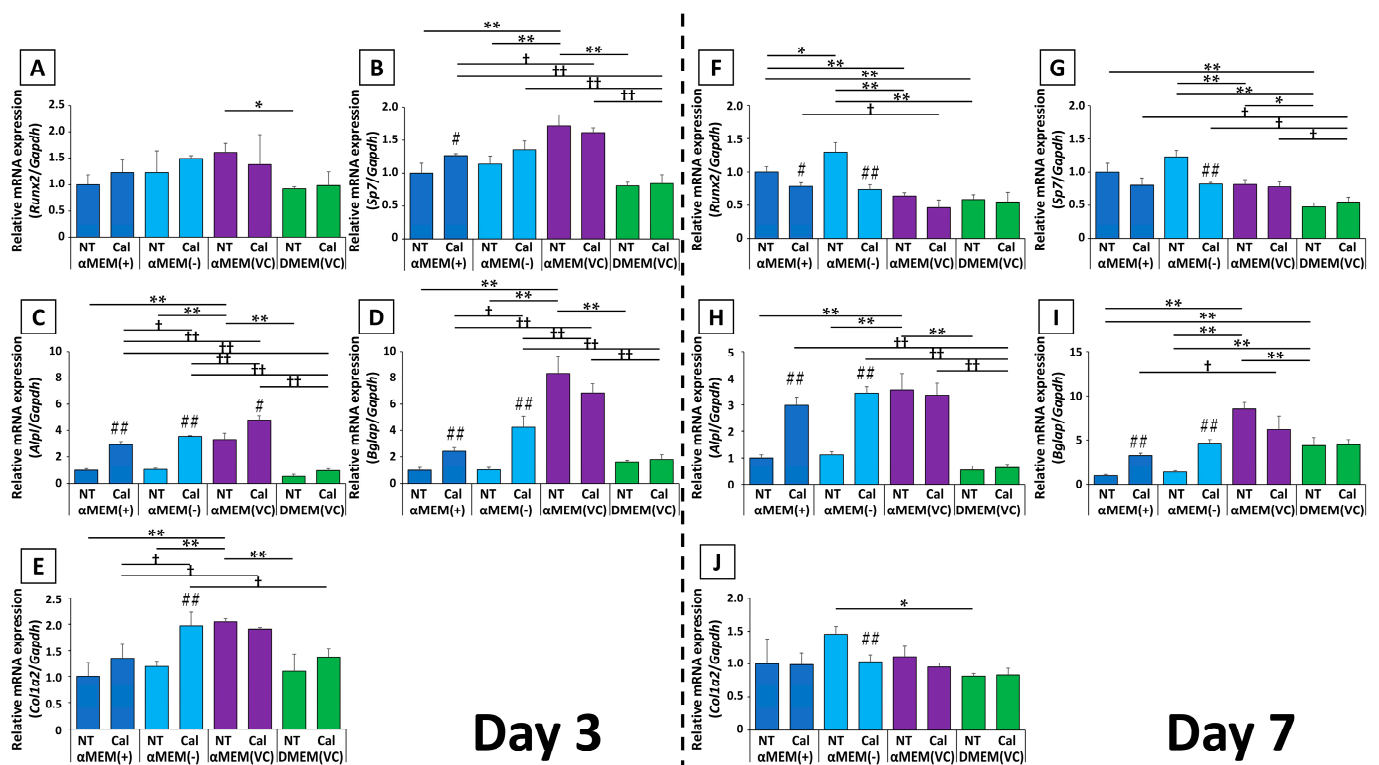 A
Relative mRNA expression
(Runx2/Gapdh)
*
2.5
2.0
1.5
1.0
0.5
0
NT Cal NT Cal NT Cal NT Cal
αMEM(+) αMEM(-) αMEM(VC) DMEM(VC)
B
Relative mRNA expression
(Sp7/Gapdh)
**
**
**
†
††
††
††
#
2.0
1.5
1.0
0.5
0
NT Cal NT Cal NT Cal NT Cal
αMEM(+) αMEM(-) αMEM(VC) DMEM(VC)
C
Relative mRNA expression
(Alpl/Gapdh)
**
**
**
†
††
††
††
††
††
## ## #
10
8
6
4
2
0
NT Cal NT Cal NT Cal NT Cal
αMEM(+) αMEM(-) αMEM(VC) DMEM(VC)
D
Relative mRNA expression
(Bglap/Gapdh)
**
**
**
†
††
††
††
††
## ##
10
8
6
4
2
0
NT Cal NT Cal NT Cal NT Cal
αMEM(+) αMEM(-) αMEM(VC) DMEM(VC)
E
Relative mRNA expression
(Col1α2/Gapdh)
**
**
**
†
†
†
##
2.5
2.0
1.5
1.0
0.5
0
NT Cal NT Cal NT Cal NT Cal
αMEM(+) αMEM(-) αMEM(VC) DMEM(VC)
Day 3
F
Relative mRNA expression
(Runx2/Gapdh)
*
**
**
**
**
†
# ##
2.0
1.5
1.0
0.5
0
NT Cal NT Cal NT Cal NT Cal
αMEM(+) αMEM(-) αMEM(VC) DMEM(VC)
G
Relative mRNA expression
(Sp7/Gapdh)
**
**
**
*
†
†
†
##
2.0
1.5
1.0
0.5
0
NT Cal NT Cal NT Cal NT Cal
αMEM(+) αMEM(-) αMEM(VC) DMEM(VC)
H
Relative mRNA expression
(Alpl/Gapdh)
**
**
**
††
††
††
## ##
5
4
3
2
1
0
NT Cal NT Cal NT Cal NT Cal
αMEM(+) αMEM(-) αMEM(VC) DMEM(VC)
I
Relative mRNA expression
(Bglap/Gapdh)
**
**
**
**
**
†
## ##
15
10
5
0
NT Cal NT Cal NT Cal NT Cal
αMEM(+) αMEM(-) αMEM(VC) DMEM(VC)
J
Relative mRNA expression
(Col1α2/Gapdh)
*
##
2.0
1.5
1.0
0.5
0
NT Cal NT Cal NT Cal NT Cal
αMEM(+) αMEM(-) αMEM(VC) DMEM(VC)
Day 7